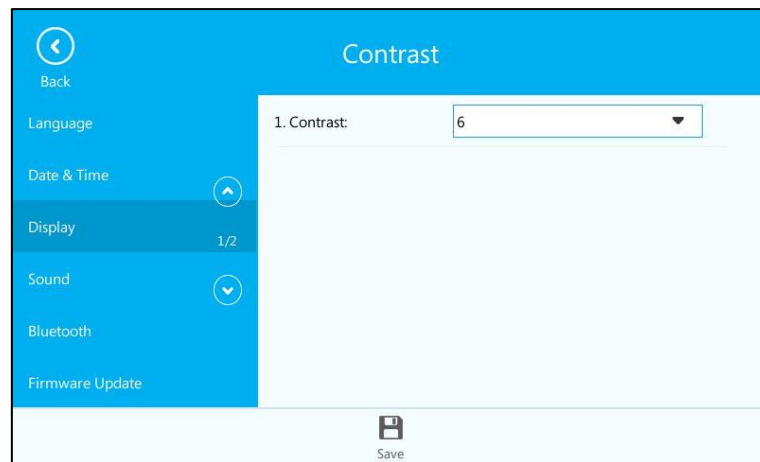 Contrast
Back
Language
Date & Time
Display
1/2
Sound
Bluetooth
Firmware Update
1. Contrast:
6
Save